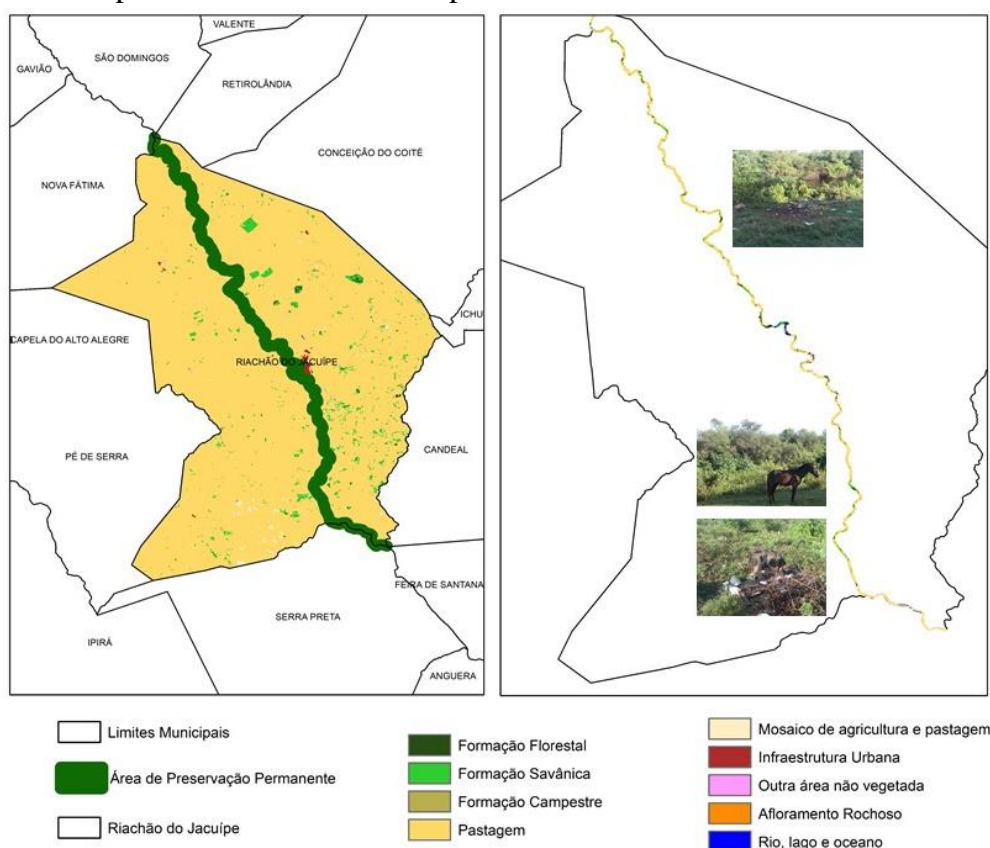 VALENTE
SÃO DOMINGOS
GAVIÃO
RETIROLÂNDIA
CONCEIÇÃO DO COITÉ
NOVA FÁTIMA
ICHU
CAPELA DO ALTO ALEGRE
RIACHÃO DO JACUÍPE
PÉ DE SERRA
CANDEAL
FEIRA DE SANTANA
SERRA PRETA
IPIRÁ
ANGUERA
Limites Municipais
Área de Preservação Permanente
Riachão do Jacuípe
Formação Florestal
Formação Savânica
Formação Campestre
Pastagem
Mosaico de agricultura e pastagem
Infraestrutura Urbana
Outra área não vegetada
Afloramento Rochoso
Rio, lago e oceano